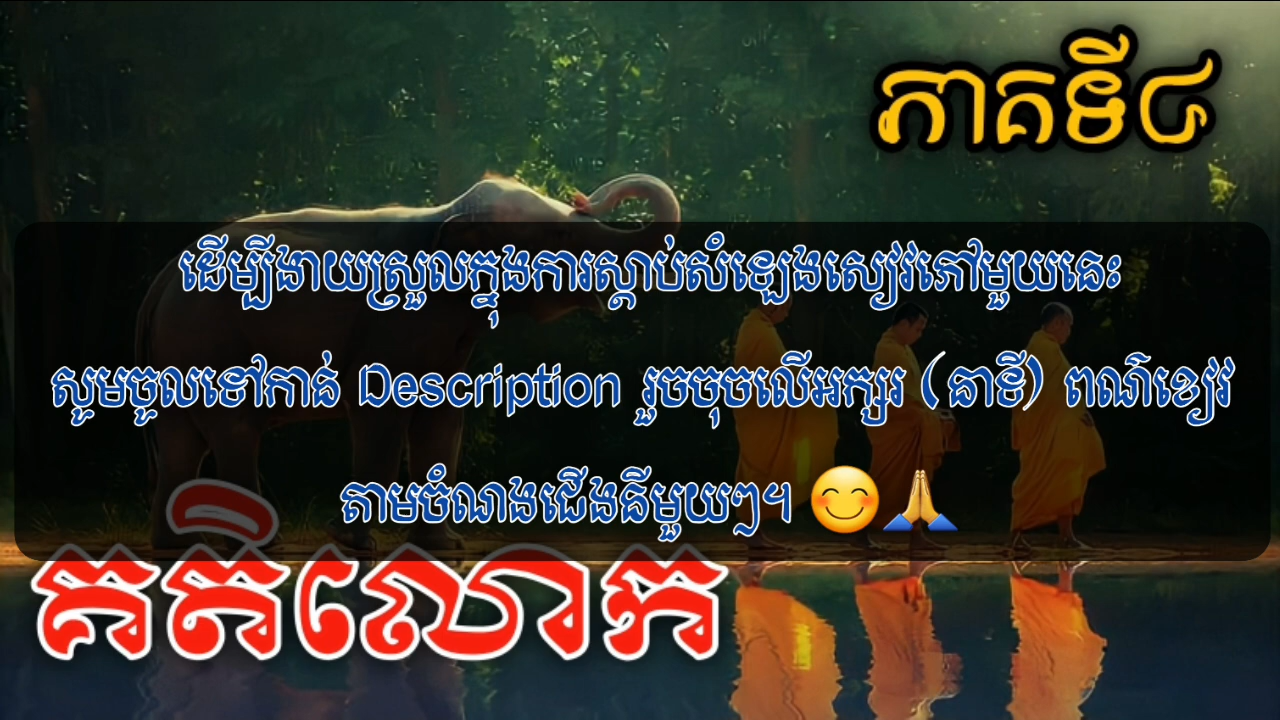 ភាគទី៤
ដើម្បីងាយស្រួលក្នុងការស្តាប់សំឡេងសៀវភៅមួយនេះ
សូមចូលទៅកាន់ Description រួចចុចលើអក្សរ (នាទី) ពណ៌ខៀវ
តាមចំណងជើងនីមួយៗ។ 😊🙏
គតិលោក